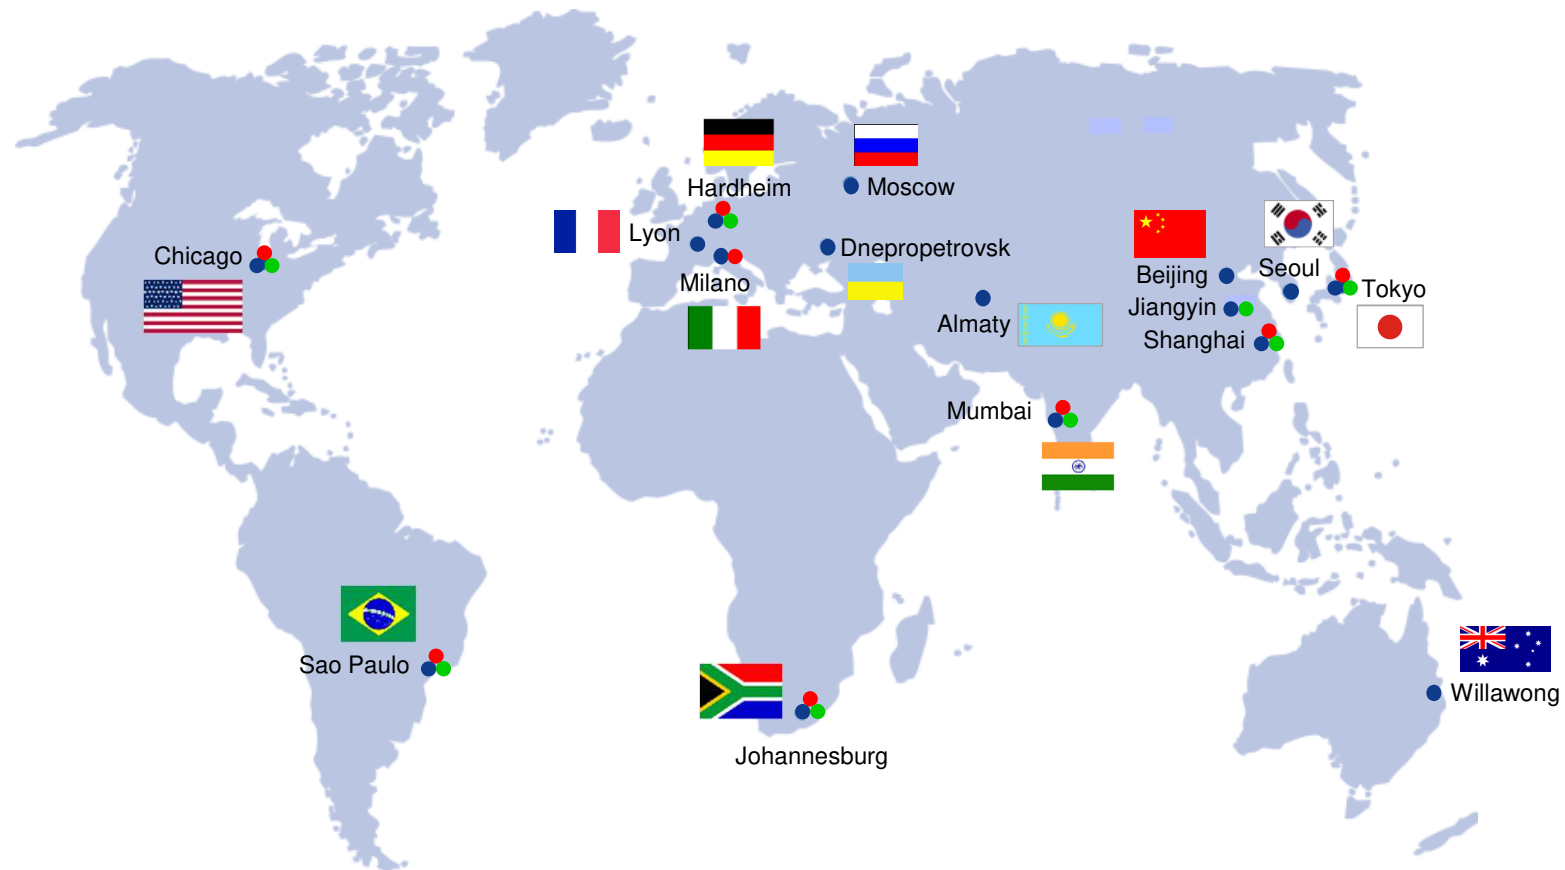 Hardheim
Moscow
Lyon
Chicago
Dnepropetrovsk
Milano
Beijing
Seoul
Tokyo
Jiangyin
Almaty
Shanghai
Mumbai
Sao Paulo
Willawong
Johannesburg